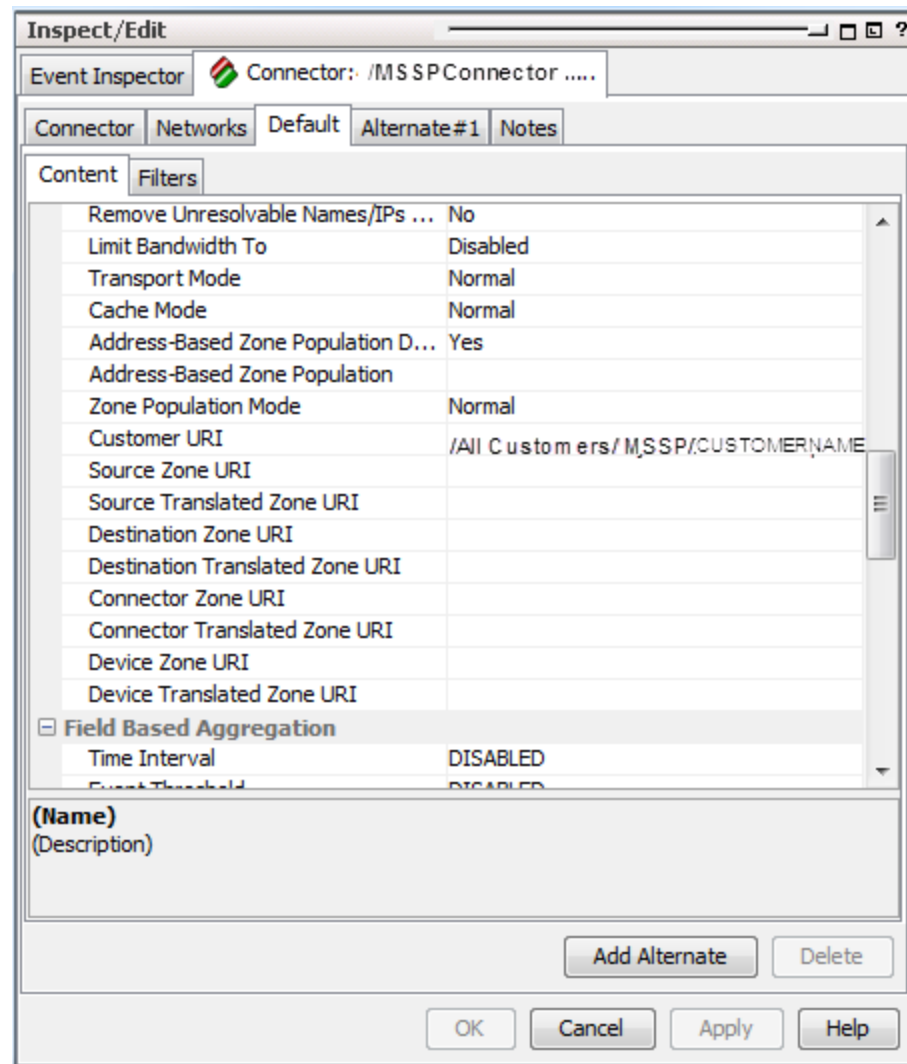 Inspect/Edit ?
Event Inspector Connector: /MSSPConnector .....
Connector Networks Default Alternate#1 Notes
Content Filters
Remove Unresolvable Names/IPs ... No
Limit Bandwidth To Disabled
Transport Mode Normal
Cache Mode Normal
Address-Based Zone Population D... Yes
Address-Based Zone Population
Zone Population Mode Normal
Customer URI /All Customers/ MSSP/CUSTOMERNAME
Source Zone URI
Source Translated Zone URI
Destination Zone URI
Destination Translated Zone URI
Connector Zone URI
Connector Translated Zone URI
Device Zone URI
Device Translated Zone URI
Field Based Aggregation
Time Interval DISABLED
Event Threshold DISABLED
(Name)
(Description)
Add Alternate Delete
OK Cancel Apply Help